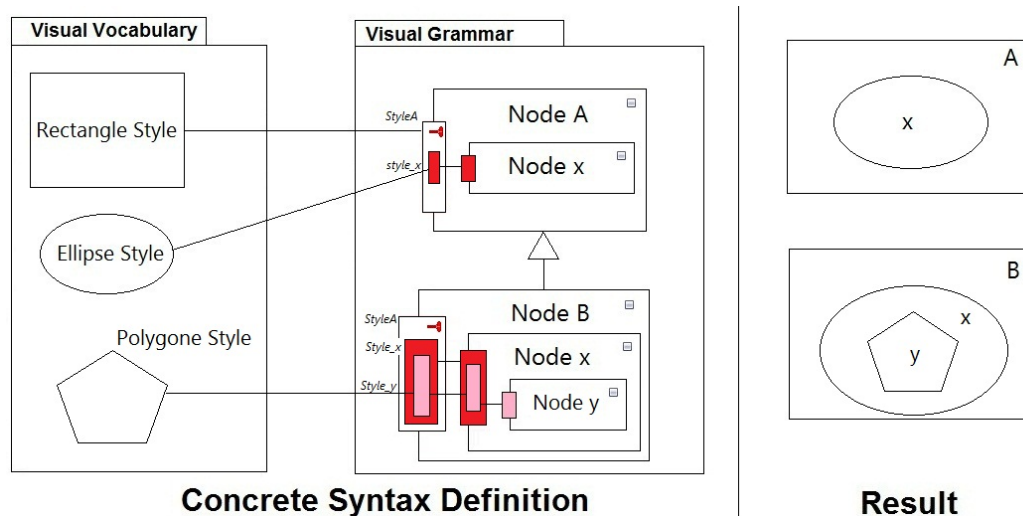 Visual Vocabulary
Rectangle Style
Ellipse Style
Polygone Style
Visual Grammar
StyleA
style_x
Node A
Node x
StyleA
Style_x
Style_y
Node B
Node x
Node y
Concrete Syntax Definition
A
x
B
x
y
Result